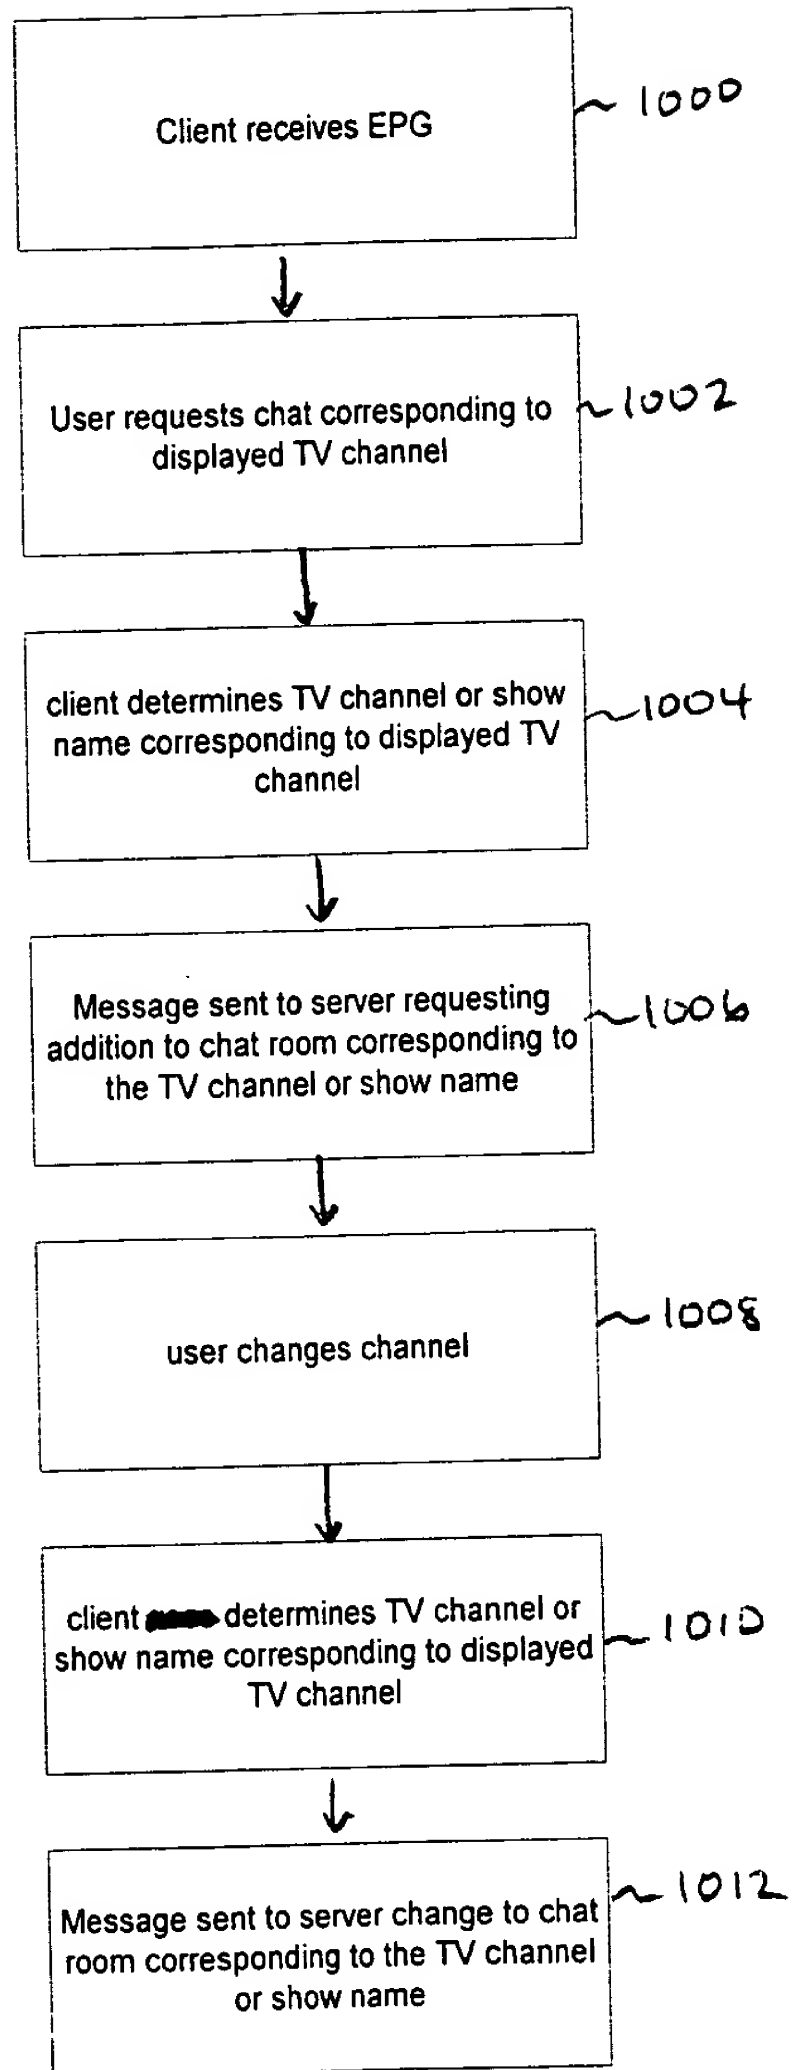 Client receives EPG
1000
User requests chat corresponding to
displayed TV channel
1002
client determines TV channel or show
name corresponding to displayed TV
channel
1004
Message sent to server requesting
addition to chat room corresponding to
the TV channel or show name
1006
user changes channel
1008
client determines TV channel or
show name corresponding to displayed
TV channel
1010
Message sent to server change to chat
room corresponding to the TV channel
or show name
1012